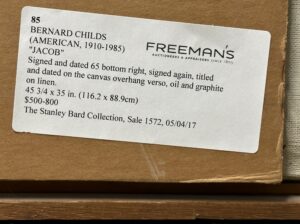 85
BERNARD CHILDS
(AMERICAN, 1910-1985)
"JACOB"
FREEMAN'S
AUCTIONEERS & APPRAISERS SINCE 1805
Signed and dated 65 bottom right, signed again, titled
and dated on the canvas overhang verso, oil and graphite
on linen.
45 3/4 x 35 in. (116.2 x 88.9cm)
$500-800
The Stanley Bard Collection, Sale 1572, 05/04/17